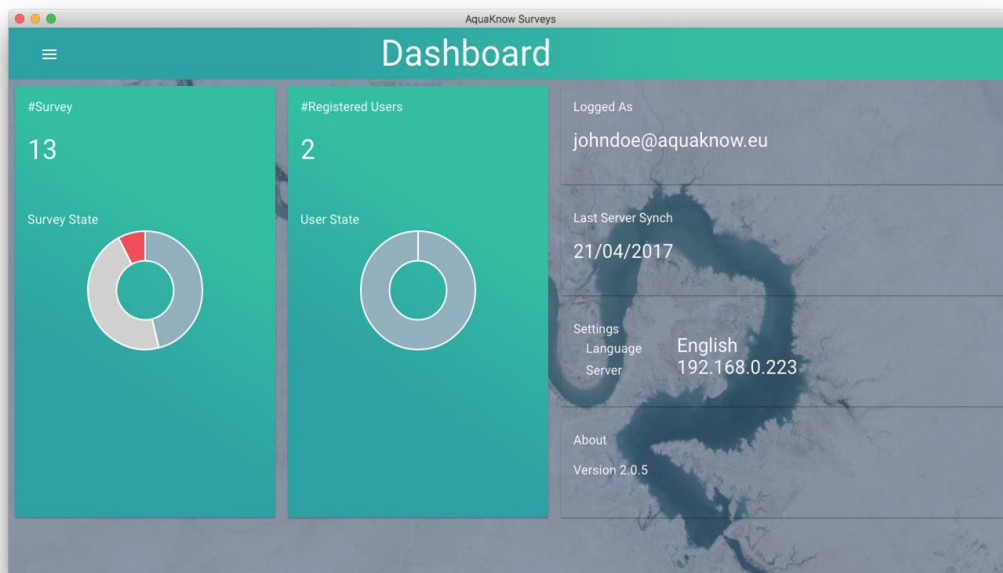 AquaKnow Surveys
Dashboard
#Survey
13
Survey State
#Registered Users
2
User State
Logged As
johndoe@aquaknow.eu
Last Server Synch
21/04/2017
Settings
Language English
Server 192.168.0.223
About
Version 2.0.5